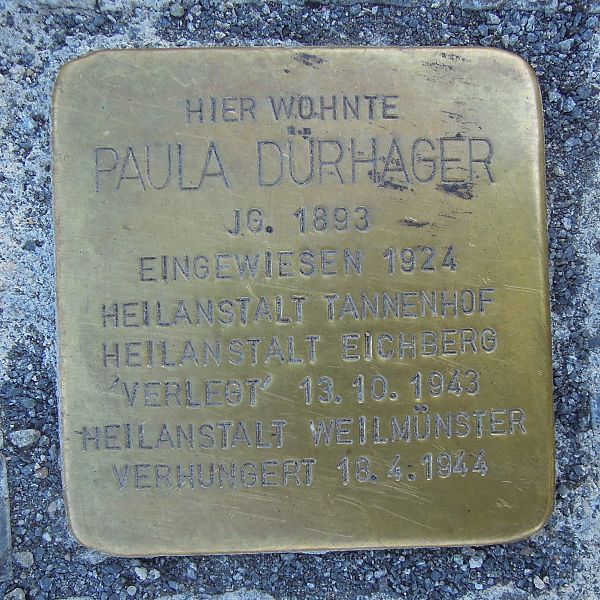 HIER WOHNTE
PAULA DÜRHAGER
JG. 1893
EINGEWIESEN 1924
HEILANSTALT TANNENHOF
HEILANSTALT EICHBERG
'VERLEGT' 13.10.1943
HEILANSTALT WEILMÜNSTER
VERHUNGERT 18.4.1944